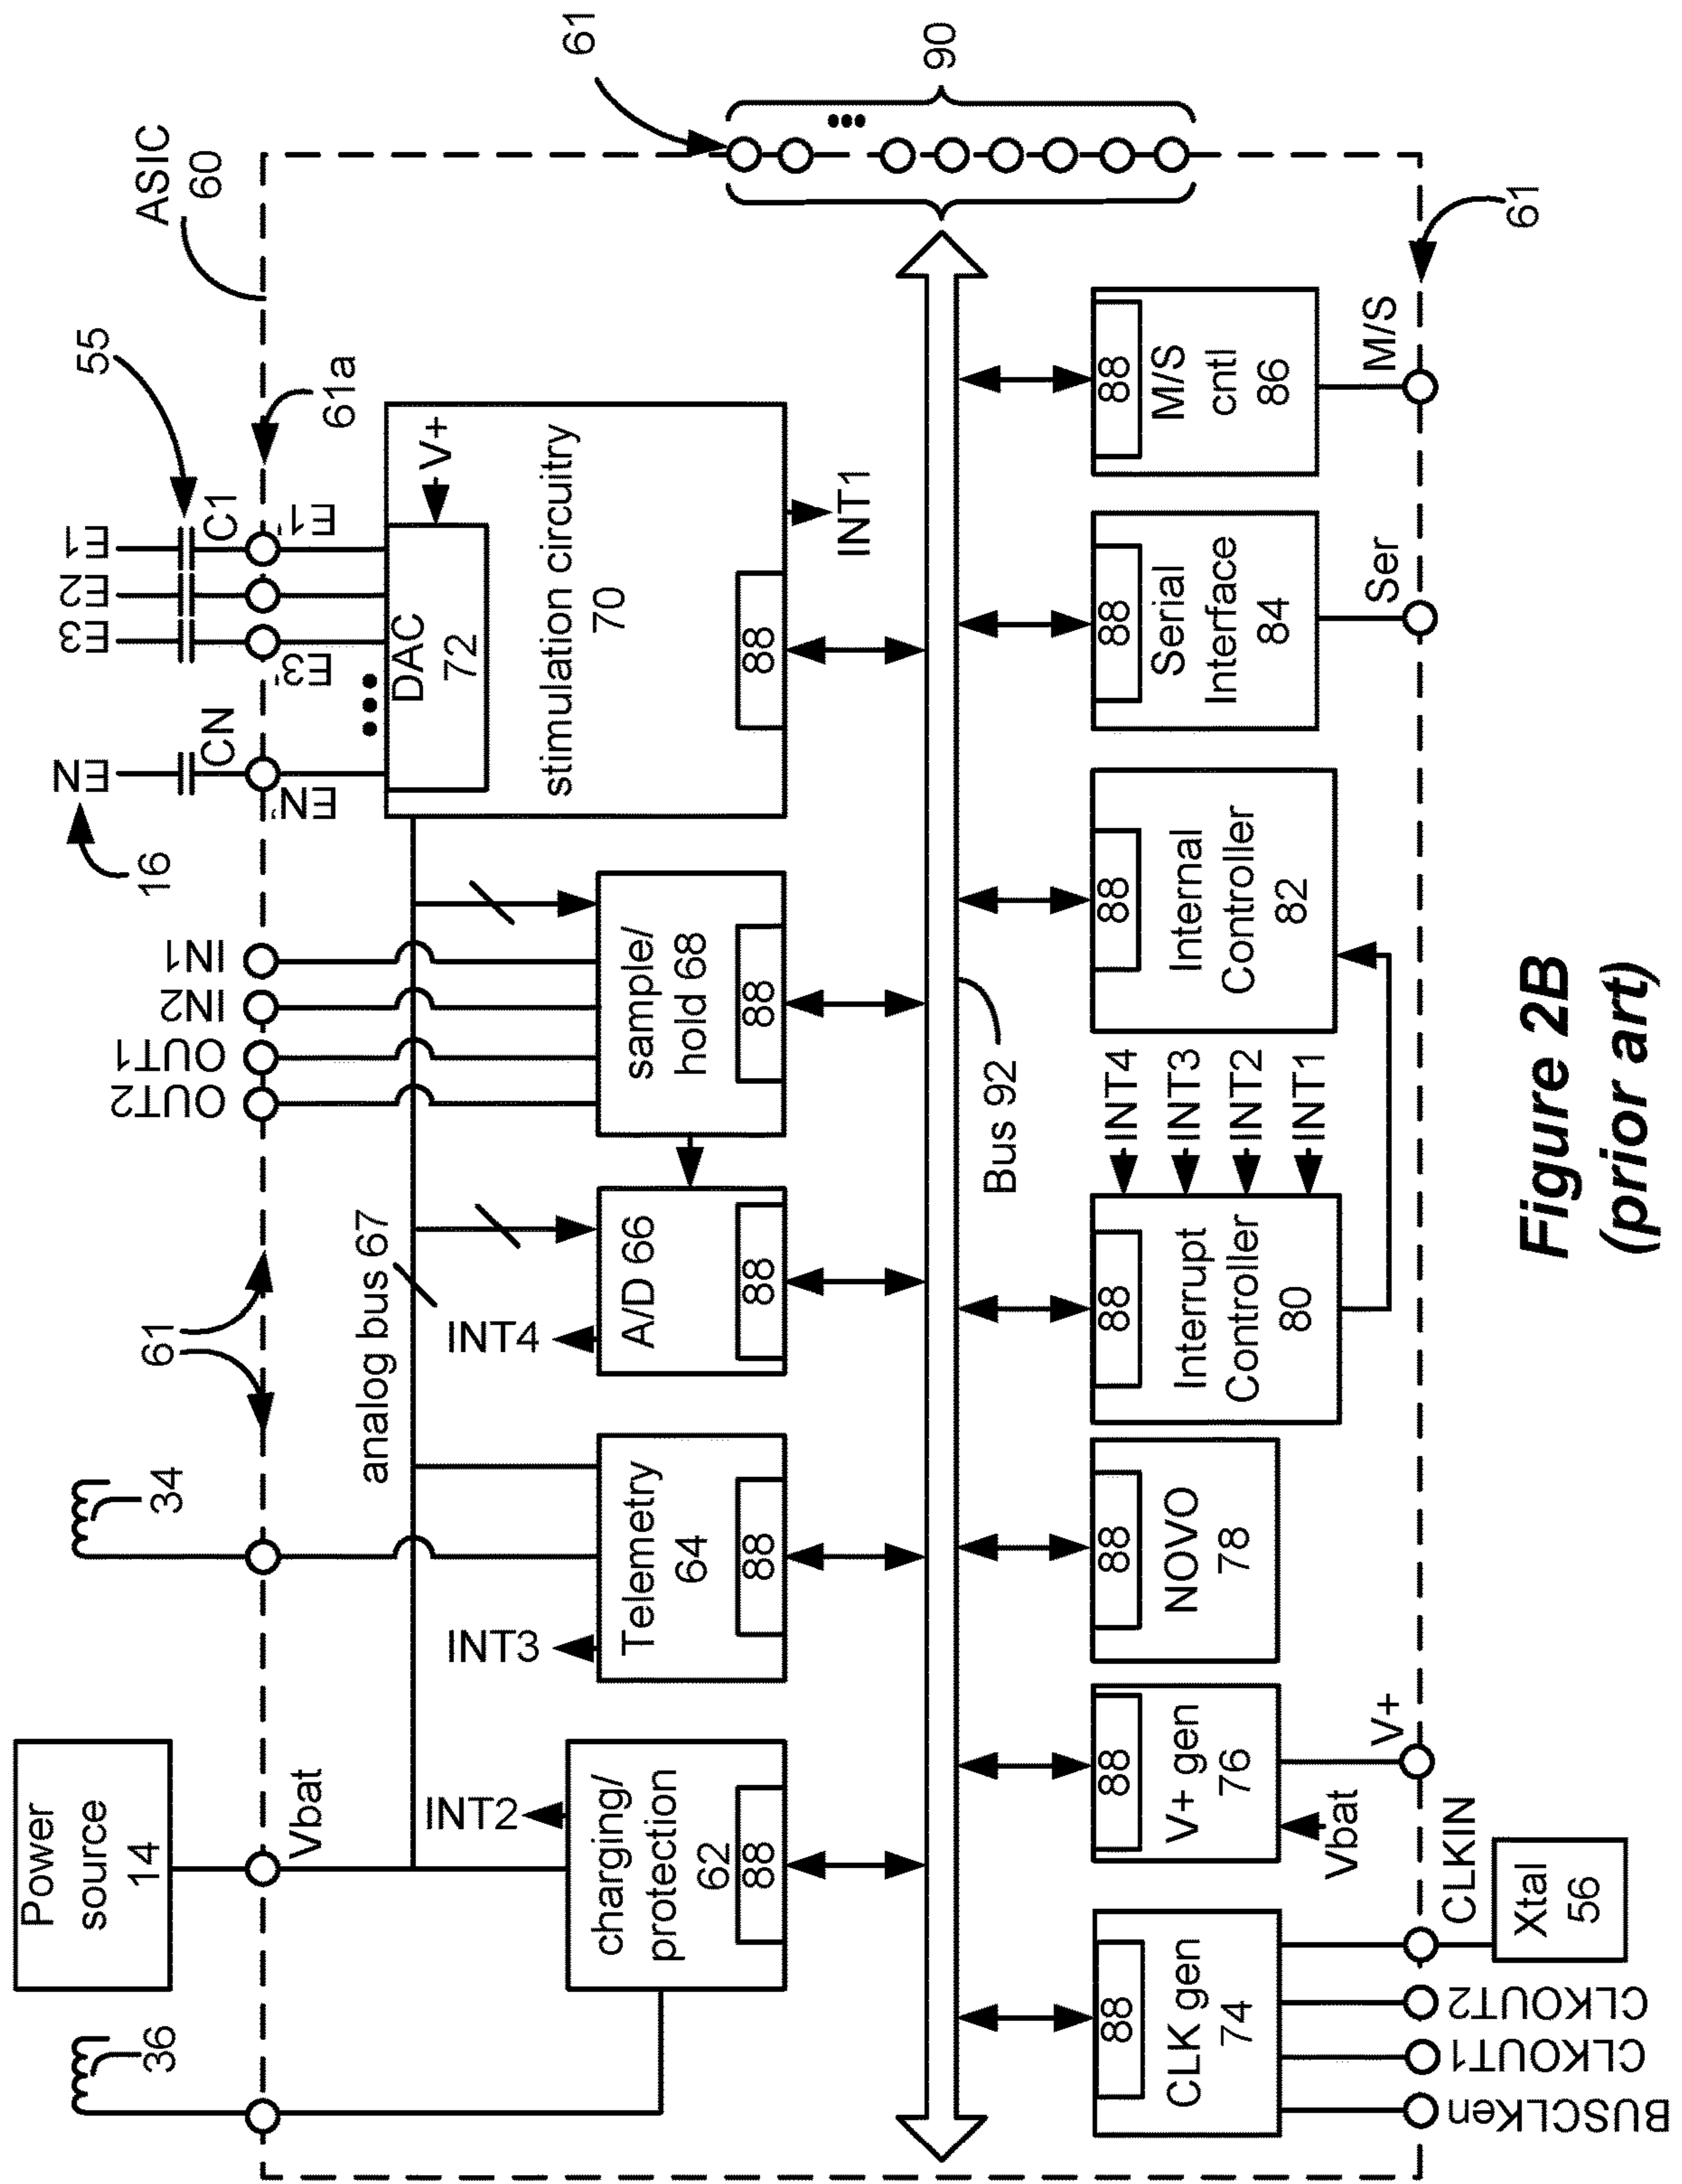 ASIC
60
61
90
55
61a
16
E1
E2
E3
EN
C1
CN
E1'
E3'
EN'
DAC
72
V+
stimulation circuitry
70
88
INT1
IN1
IN2
OUT1
OUT2
sample/
hold 68
88
analog bus 67
A/D 66
88
INT4
61
34
Telemetry
64
88
INT3
Power
source
14
Vbat
36
charging/
protection
62
88
INT2
Bus 92
88
CLK gen
74
BUSCLKen
CLKOUT1
CLKOUT2
CLKIN
Xtal
56
88
V+ gen
76
Vbat
V+
88
NOVO
78
88
Interrupt
Controller
80
INT4
INT3
INT2
INT1
88
Internal
Controller
82
88
Serial
Interface
84
Ser
88
M/S
cntl
86
M/S
61
Figure 2B
(prior art)